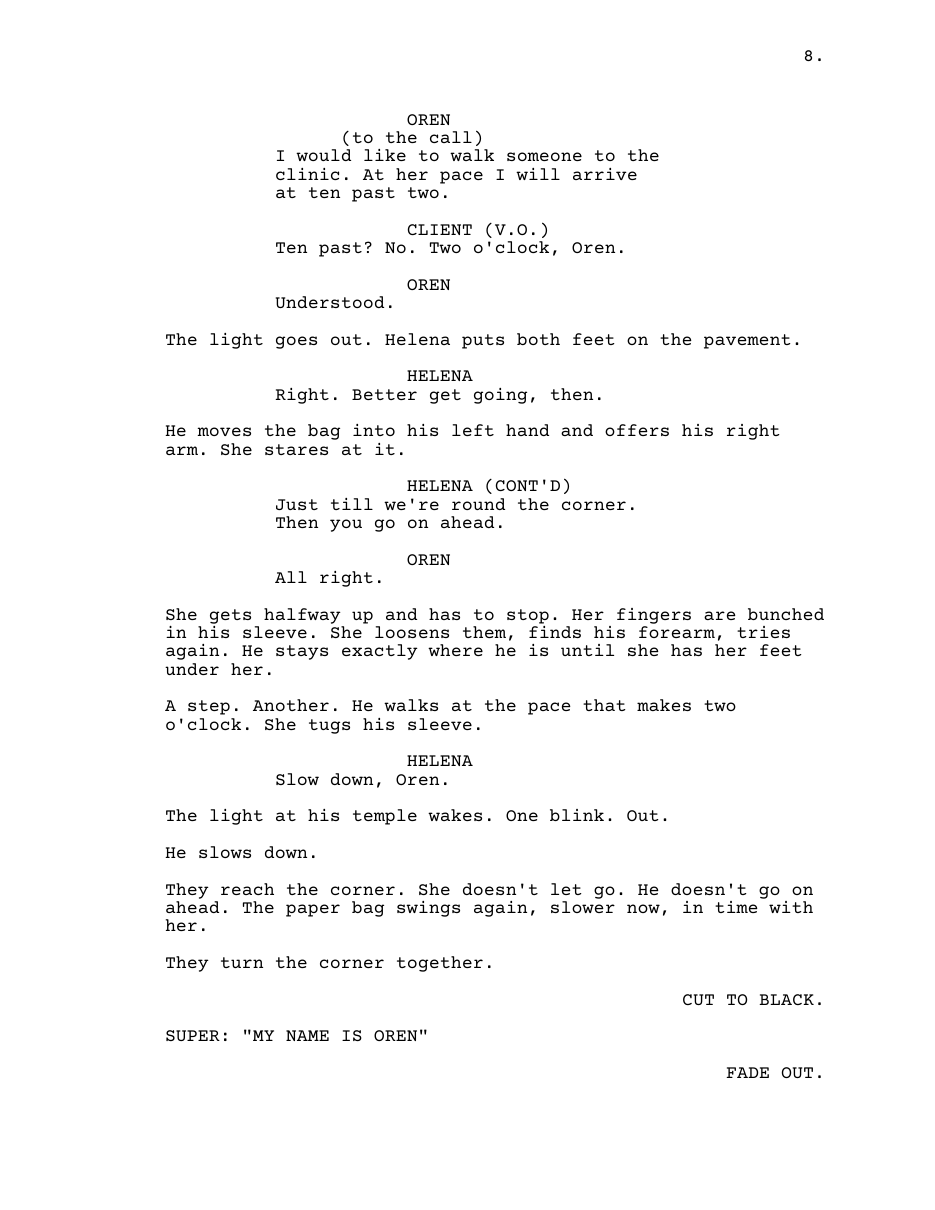 8.
OREN
(to the call)
I would like to walk someone to the
clinic. At her pace I will arrive
at ten past two.
CLIENT (V.O.)
Ten past? No. Two o'clock, Oren.
OREN
Understood.
The light goes out. Helena puts both feet on the pavement.
HELENA
Right. Better get going, then.
He moves the bag into his left hand and offers his right
arm. She stares at it.
HELENA (CONT'D)
Just till we're round the corner.
Then you go on ahead.
OREN
All right.
She gets halfway up and has to stop. Her fingers are bunched
in his sleeve. She loosens them, finds his forearm, tries
again. He stays exactly where he is until she has her feet
under her.
A step. Another. He walks at the pace that makes two
o'clock. She tugs his sleeve.
HELENA
Slow down, Oren.
The light at his temple wakes. One blink. Out.
He slows down.
They reach the corner. She doesn't let go. He doesn't go on
ahead. The paper bag swings again, slower now, in time with
her.
They turn the corner together.
CUT TO BLACK.
SUPER: "MY NAME IS OREN"
FADE OUT.